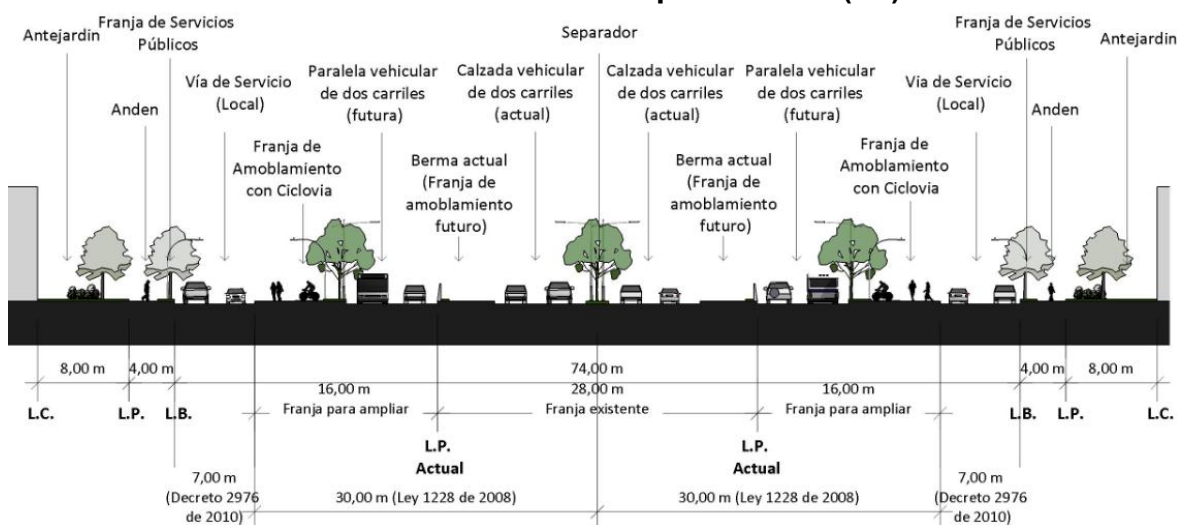 Antejardin
Franja de Servicios
Públicos
Anden
Vía de Servicio
(Local)
Franja de
Amoblamiento
con Ciclovia
Paralela vehicular
de dos carriles
(futura)
Berma actual
(Franja de
amoblamiento
futuro)
Calzada vehicular
de dos carriles
(actual)
Separador
Calzada vehicular
de dos carriles
(actual)
Berma actual
(Franja de
amoblamiento
futuro)
Paralela vehicular
de dos carriles
(futura)
Franja de
Amoblamiento
con Ciclovia
Vía de Servicio
(Local)
Franja de Servicios
Públicos
Anden
Antejardin
8,00 m
4,00 m
74,00 m
4,00 m
8,00 m
16,00 m
28,00 m
16,00 m
L.C.
L.P.
L.B.
Franja para ampliar
Franja existente
Franja para ampliar
L.B.
L.P.
L.C.
L.P.
Actual
L.P.
Actual
7,00 m
(Decreto 2976
de 2010)
30,00 m (Ley 1228 de 2008)
30,00 m (Ley 1228 de 2008)
7,00 m
(Decreto 2976
de 2010)